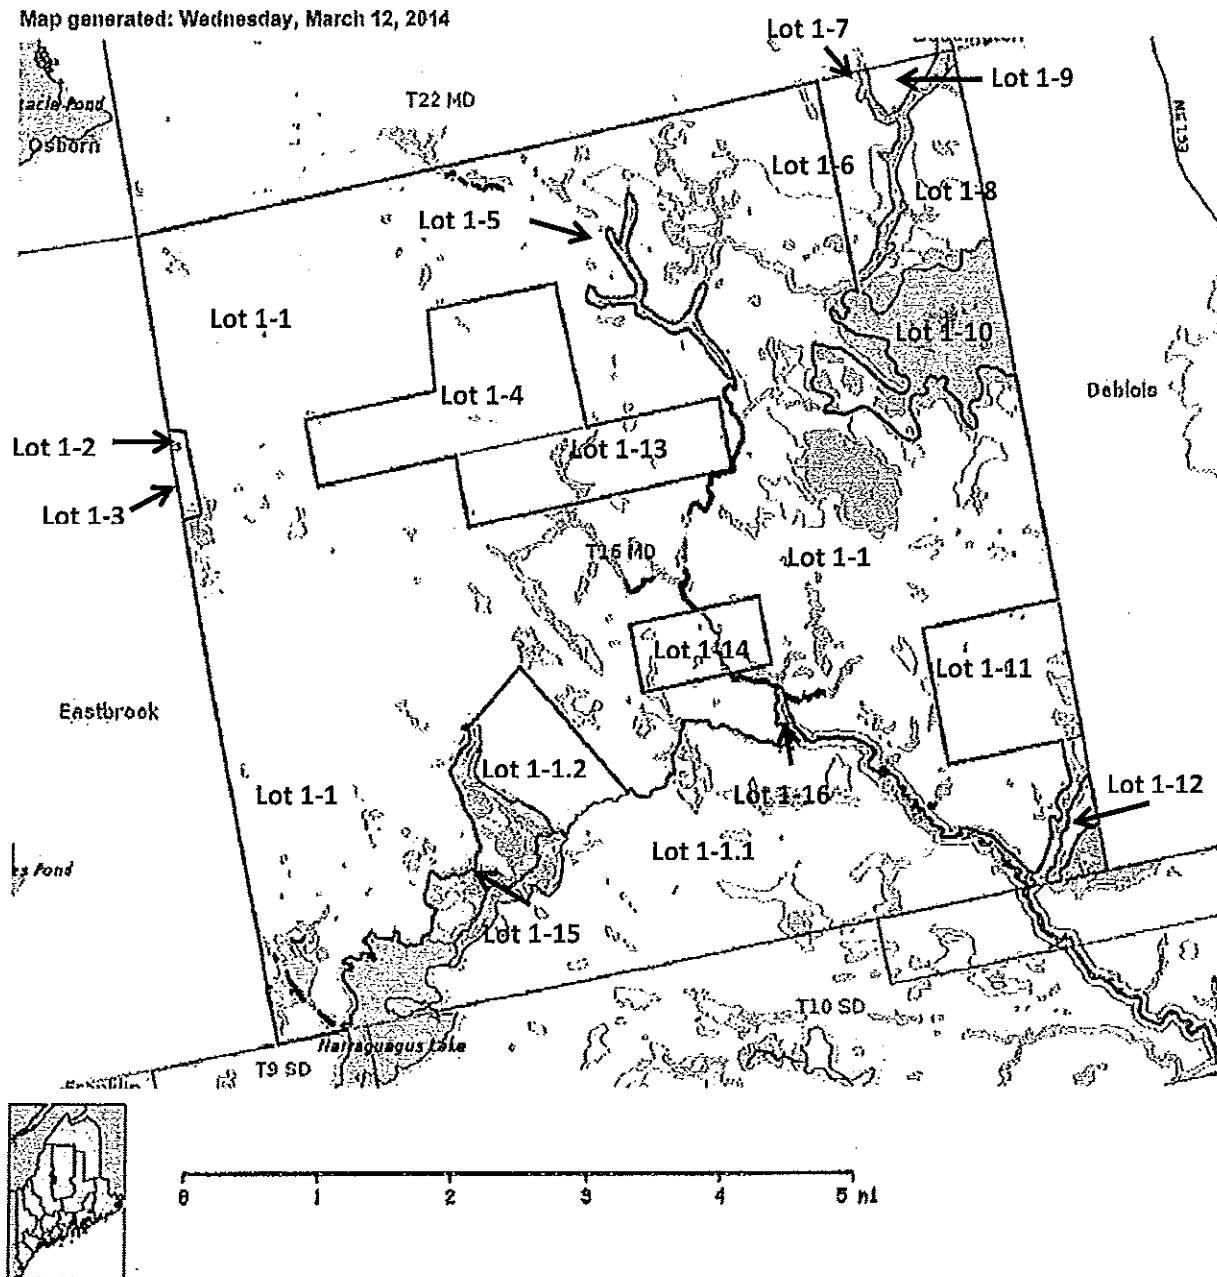 Map generated: Wednesday, March 12, 2014
Lot 1-7
Lot 1-9
T22 MD
Osborn
Lot 1-6
Lot 1-8
Lot 1-5
Lot 1-1
Lot 1-10
Lot 1-4
Deblois
Lot 1-2
Lot 1-13
Lot 1-3
T16 MD
Lot 1-1
Lot 1-14
Lot 1-11
Eastbrook
Lot 1-1.2
Lot 1-1
Lot 1-16
Lot 1-12
Lot 1-1.1
Pond
Lot 1-15
T10 SD
Narraguagus Lake
T9 SD
0 1 2 3 4 5 mi